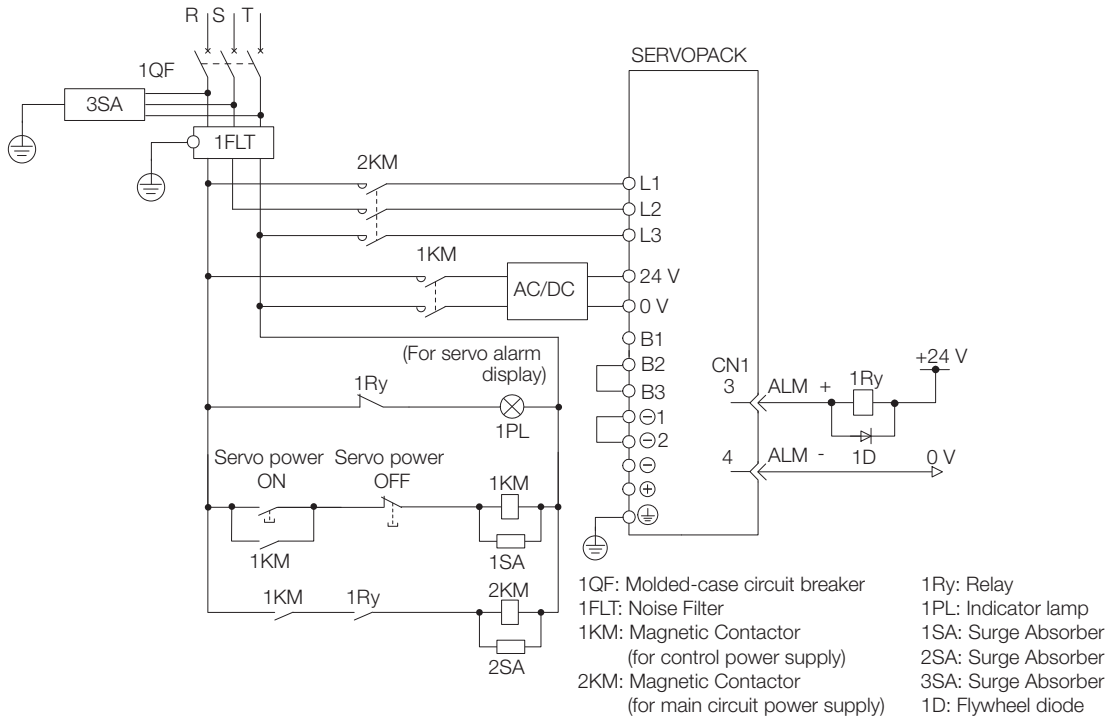 R S T
1QF
3SA
1FLT
SERVOPACK
2KM
L1
L2
L3
1KM
AC/DC
24 V
0 V
B1
B2
B3
⊖1
⊖2
⊖
⊕
(For servo alarm
display)
1Ry
1PL
CN1
3 ALM + 1Ry +24 V
1D
4 ALM - 0 V
Servo power
ON
Servo power
OFF
1KM
1KM
1SA
1KM 1Ry 2KM
2SA
1QF: Molded-case circuit breaker
1FLT: Noise Filter
1KM: Magnetic Contactor
(for control power supply)
2KM: Magnetic Contactor
(for main circuit power supply)
1Ry: Relay
1PL: Indicator lamp
1SA: Surge Absorber
2SA: Surge Absorber
3SA: Surge Absorber
1D: Flywheel diode